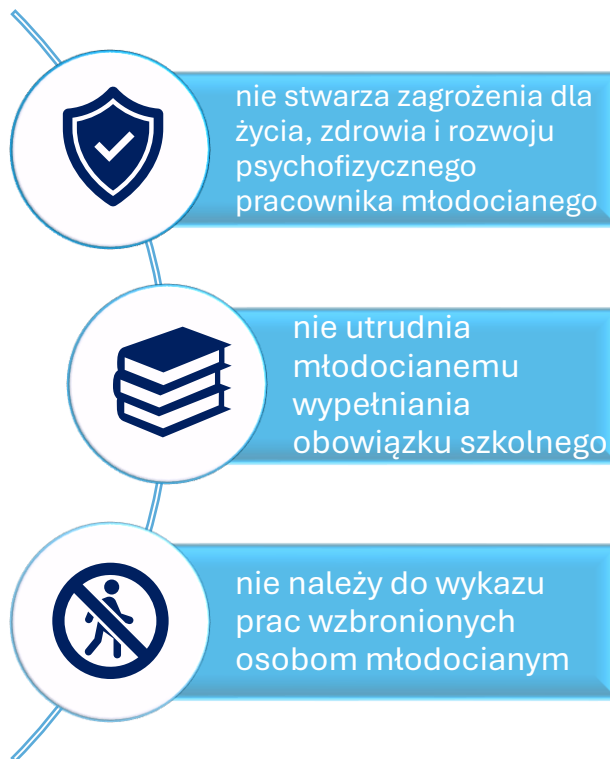 nie stwarza zagrożenia dla
życia, zdrowia i rozwoju
psychofizycznego
pracownika młodocianego
nie utrudnia
młodocianemu
wypełniania
obowiązku szkolnego
nie należy do wykazu
prac wzbronionych
osobom młodocianym